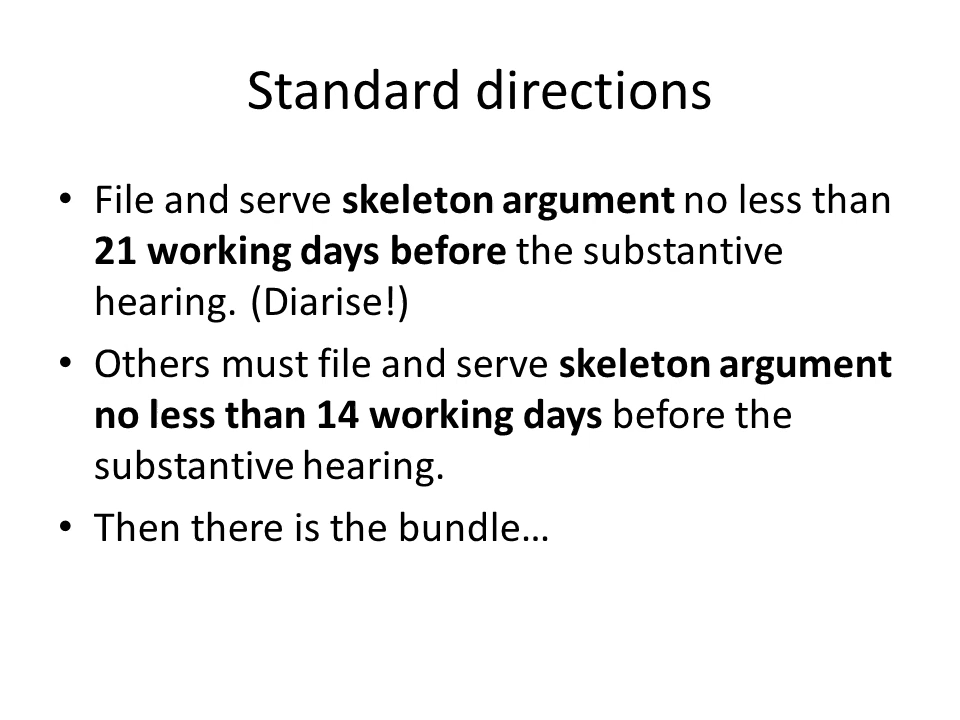 Standard directions
• File and serve skeleton argument no less than
21 working days before the substantive
hearing. (Diarise!)
• Others must file and serve skeleton argument
no less than 14 working days before the
substantive hearing.
• Then there is the bundle…